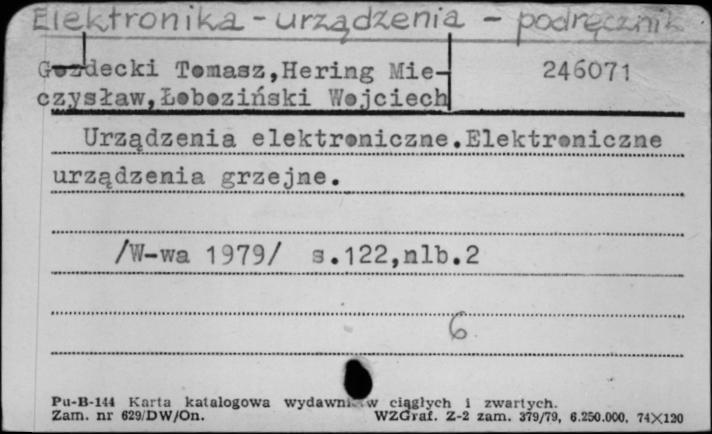 Elektronika - urządzenia - podręcznik
Gozdecki Tomasz,Hering Mie-
czysław,Łoboziński Wojciech
246071
Urządzenia elektroniczne.Elektroniczne
urządzenia grzejne.
/W-wa 1979/ s.122,nlb.2
6
Pu-B-144 Karta katalogowa wydawni w ciągłych i zwartych.
Zam. nr 629/DW/On. WZGraf. Z-2 zam. 379/79, 6.250.000, 74X120